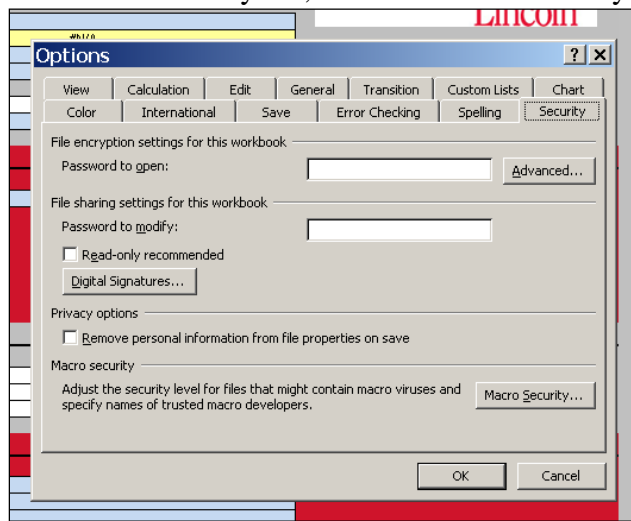 Lincoln
#N/A
Options
View Calculation Edit General Transition Custom Lists Chart
Color International Save Error Checking Spelling Security
File encryption settings for this workbook
Password to open:
Advanced...
File sharing settings for this workbook
Password to modify:
Read-only recommended
Digital Signatures...
Privacy options
Remove personal information from file properties on save
Macro security
Adjust the security level for files that might contain macro viruses and
specify names of trusted macro developers.
Macro Security...
OK Cancel